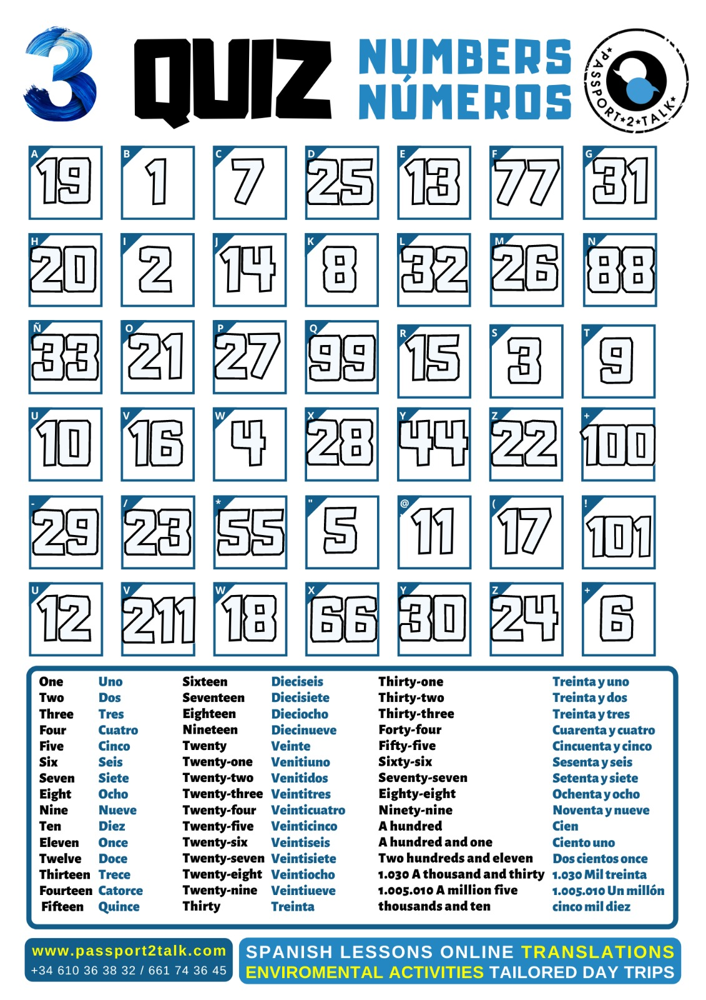 3 QUIZ NUMBERS
NÚMEROS
PASSPORT★2★TALK
A 19 B 1 C 7 D 25 E 13 F 77 G 31
H 20 I 2 J 14 K 8 L 32 M 26 N 88
Ñ 33 O 21 P 27 Q 99 R 15 S 3 T 9
U 10 V 16 W 4 X 28 Y 44 Z 22 + 100
- 29 / 23 * 55 " 5 @ 11 ( 17 ! 101
U 12 V 211 W 18 X 66 Y 30 Z 24 + 6
One Uno Sixteen Dieciseis Thirty-one Treinta y uno
Two Dos Seventeen Diecisiete Thirty-two Treinta y dos
Three Tres Eighteen Dieciocho Thirty-three Treinta y tres
Four Cuatro Nineteen Diecinueve Forty-four Cuarenta y cuatro
Five Cinco Twenty Veinte Fifty-five Cincuenta y cinco
Six Seis Twenty-one Venitiuno Sixty-six Sesenta y seis
Seven Siete Twenty-two Venitidos Seventy-seven Setenta y siete
Eight Ocho Twenty-three Veintitres Eighty-eight Ochenta y ocho
Nine Nueve Twenty-four Veinticuatro Ninety-nine Noventa y nueve
Ten Diez Twenty-five Veinticinco A hundred Cien
Eleven Once Twenty-six Veintiseis A hundred and one Ciento uno
Twelve Doce Twenty-seven Veintisiete Two hundreds and eleven Dos cientos once
Thirteen Trece Twenty-eight Veintiocho 1.030 A thousand and thirty 1.030 Mil treinta
Fourteen Catorce Twenty-nine Veintiueve 1.005.010 A million five 1.005.010 Un millón
Fifteen Quince Thirty Treinta thousands and ten cinco mil diez
www.passport2talk.com
+34 610 36 38 32 / 661 74 36 45
SPANISH LESSONS ONLINE TRANSLATIONS
ENVIROMENTAL ACTIVITIES TAILORED DAY TRIPS